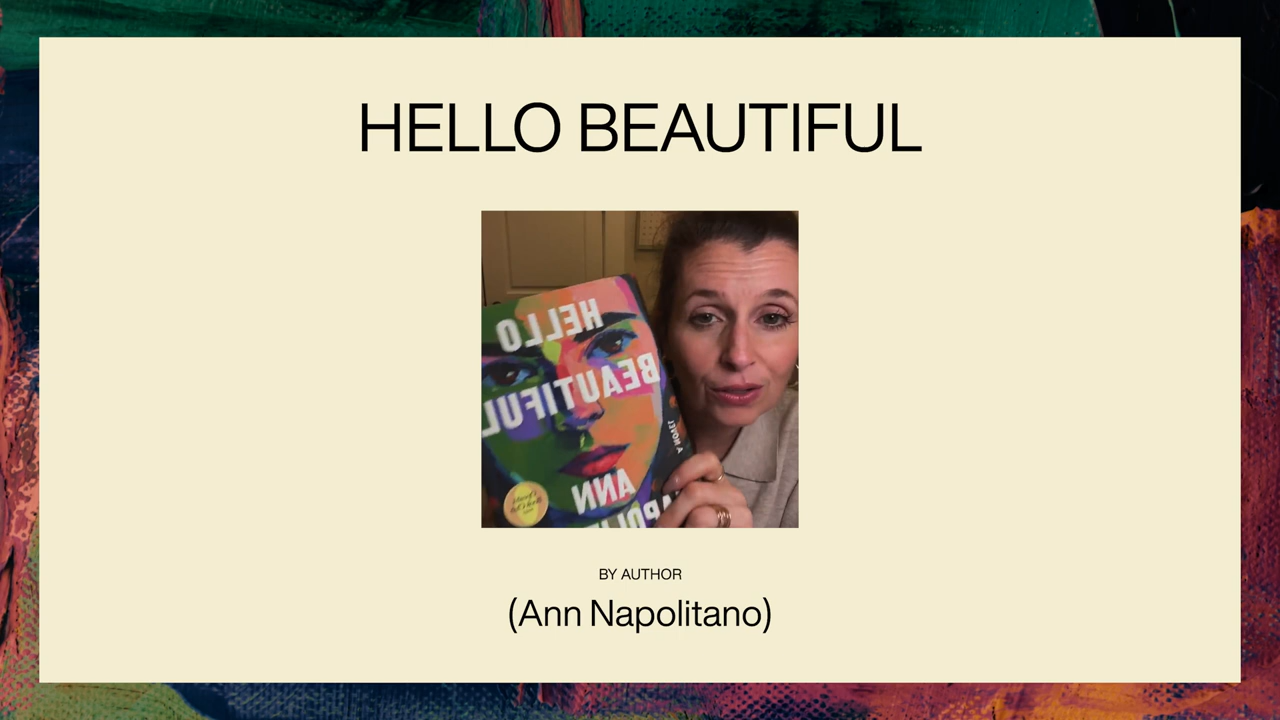 HELLO BEAUTIFUL
HELLO
BEAUTIFUL
A NOVEL
ANN
BY AUTHOR
(Ann Napolitano)